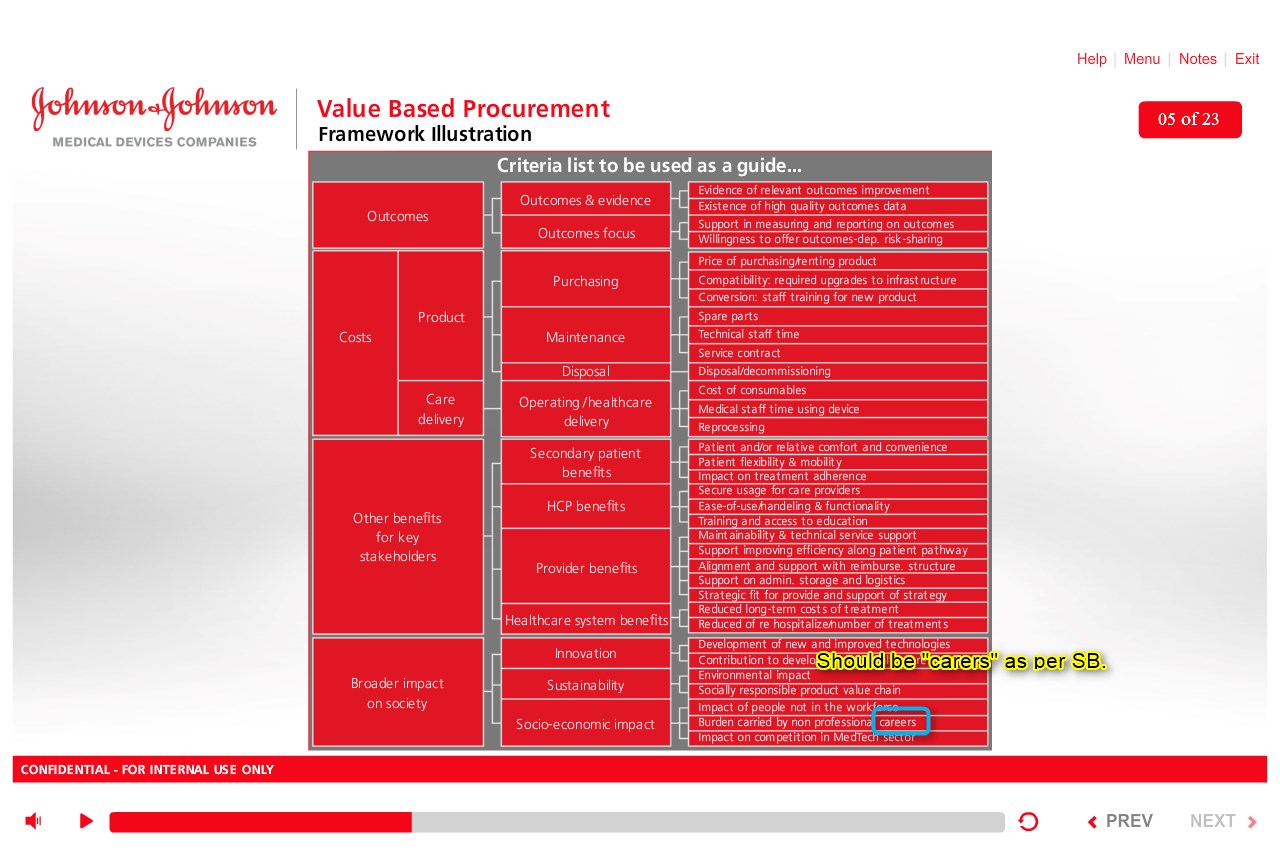 Help | Menu | Notes | Exit
Johnson & Johnson
MEDICAL DEVICES COMPANIES
Value Based Procurement
Framework Illustration
05 of 23
Criteria list to be used as a guide...
Outcomes
Outcomes & evidence
Evidence of relevant outcomes improvement
Existence of high quality outcomes data
Outcomes focus
Support in measuring and reporting on outcomes
Willingness to offer outcomes-dep. risk-sharing
Costs
Product
Purchasing
Price of purchasing/renting product
Compatibility: required upgrades to infrastructure
Conversion: staff training for new product
Maintenance
Spare parts
Technical staff time
Service contract
Disposal
Disposal/decommissioning
Care
delivery
Operating /healthcare
delivery
Cost of consumables
Medical staff time using device
Reprocessing
Other benefits
for key
stakeholders
Secondary patient
benefits
Patient and/or relative comfort and convenience
Patient flexibility & mobility
Impact on treatment adherence
HCP benefits
Secure usage for care providers
Ease-of-use/handeling & functionality
Training and access to education
Provider benefits
Maintainability & technical service support
Support improving efficiency along patient pathway
Alignment and support with reimburse. structure
Support on admin. storage and logistics
Strategic fit for provide and support of strategy
Healthcare system benefits
Reduced long-term costs of treatment
Reduced of re hospitalize/number of treatments
Broader impact
on society
Innovation
Development of new and improved technologies
Contribution to
Should be "carers" as per SB.
Sustainability
Environmental impact
Socially responsible product value chain
Socio-economic impact
Impact of people not in the workforse
Burden carried by non professional careers
Impact on competition in MedTech sector
CONFIDENTIAL - FOR INTERNAL USE ONLY
PREV
NEXT